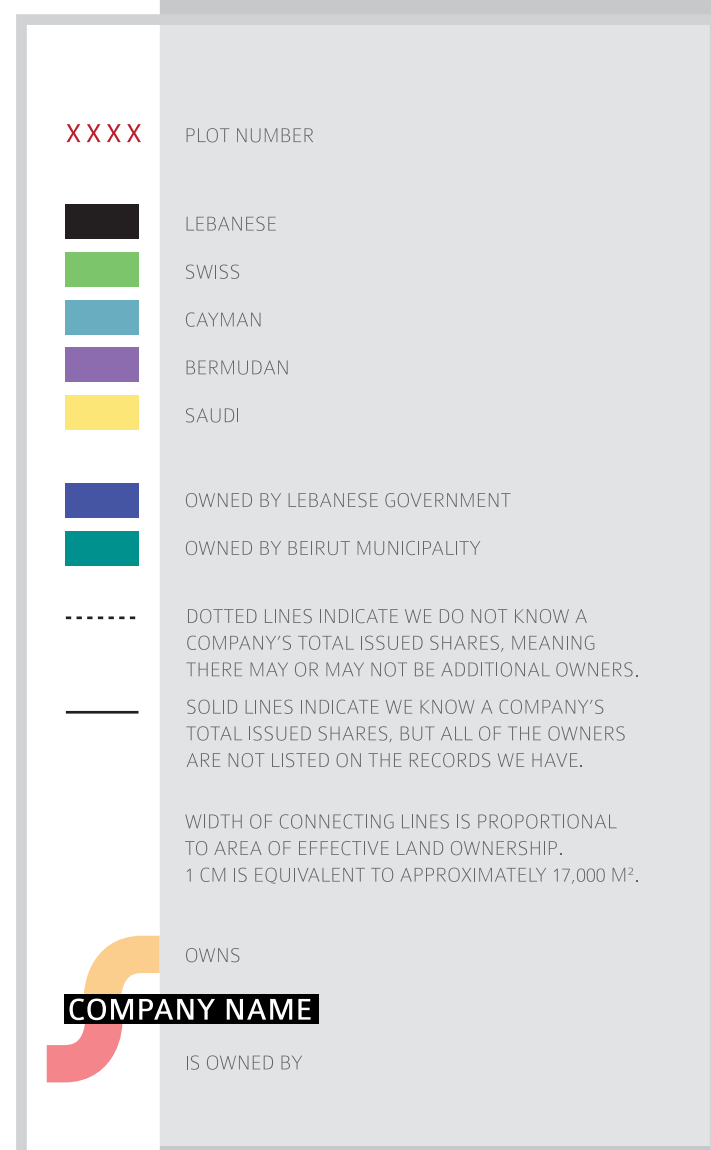 XXXX PLOT NUMBER
LEBANESE
SWISS
CAYMAN
BERMUDAN
SAUDI
OWNED BY LEBANESE GOVERNMENT
OWNED BY BEIRUT MUNICIPALITY
DOTTED LINES INDICATE WE DO NOT KNOW A
COMPANY'S TOTAL ISSUED SHARES, MEANING
THERE MAY OR MAY NOT BE ADDITIONAL OWNERS.
SOLID LINES INDICATE WE KNOW A COMPANY'S
TOTAL ISSUED SHARES, BUT ALL OF THE OWNERS
ARE NOT LISTED ON THE RECORDS WE HAVE.
WIDTH OF CONNECTING LINES IS PROPORTIONAL
TO AREA OF EFFECTIVE LAND OWNERSHIP.
1 CM IS EQUIVALENT TO APPROXIMATELY 17,000 M².
OWNS
COMPANY NAME
IS OWNED BY